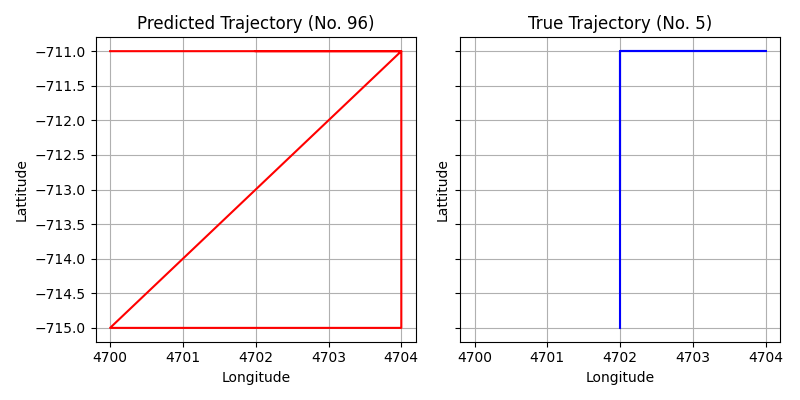 Predicted Trajectory (No. 96)
−711.0
−711.5
−712.0
−712.5
−713.0
−713.5
−714.0
−714.5
−715.0
Lattitude
4700 4701 4702 4703 4704
Longitude
True Trajectory (No. 5)
Lattitude
4700 4701 4702 4703 4704
Longitude